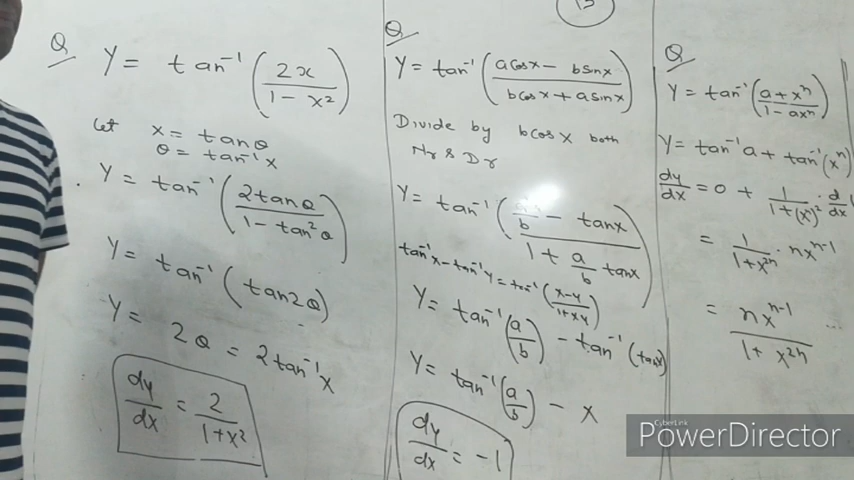 13
Q
Y = tan⁻¹ (2x / 1 - x²)
let x = tanθ
θ = tan⁻¹x
Y = tan⁻¹ (2tanθ / 1 - tan²θ)
Y = tan⁻¹ (tan2θ)
Y = 2θ = 2tan⁻¹x
dy/dx = 2 / 1+x²
Q
Y = tan⁻¹ (acosx - bsinx / bcosx + asinx)
Divide by bcosx both
Nr & Dr
Y = tan⁻¹ (a/b - tanx / 1 + a/b tanx)
tan⁻¹x - tan⁻¹y = tan⁻¹ (x-y / 1+xy)
Y = tan⁻¹ (a/b) - tan⁻¹ (tanx)
Y = tan⁻¹ (a/b) - x
dy/dx = -1
Q
Y = tan⁻¹ (a+xⁿ / 1-axⁿ)
Y = tan⁻¹a + tan⁻¹(xⁿ)
dy/dx = 0 + 1 / 1+(x)² · d/dx
= 1 / 1+x²ⁿ · nxⁿ⁻¹
= nxⁿ⁻¹ / 1+ x²ⁿ ...
CyberLink
PowerDirector